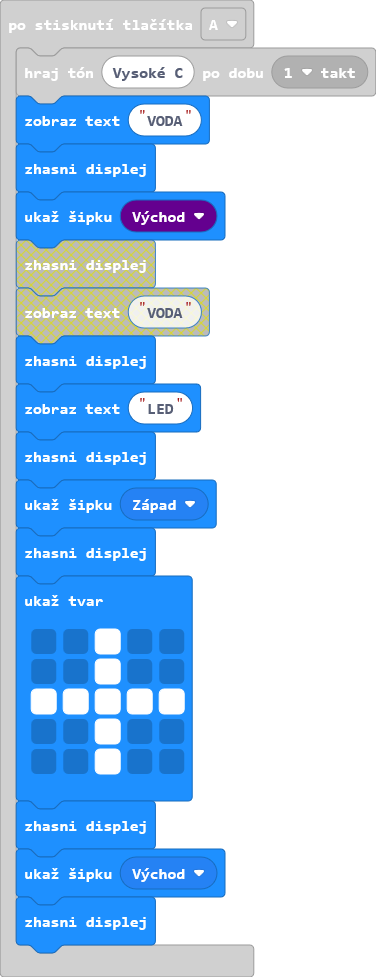 po stisknutí tlačítka A
hraj tón Vysoké C po dobu 1 takt
zobraz text "VODA"
zhasni displej
ukaž šipku Východ
zhasni displej
zobraz text "VODA"
zhasni displej
zobraz text "LED"
zhasni displej
ukaž šipku Západ
zhasni displej
ukaž tvar
zhasni displej
ukaž šipku Východ
zhasni displej